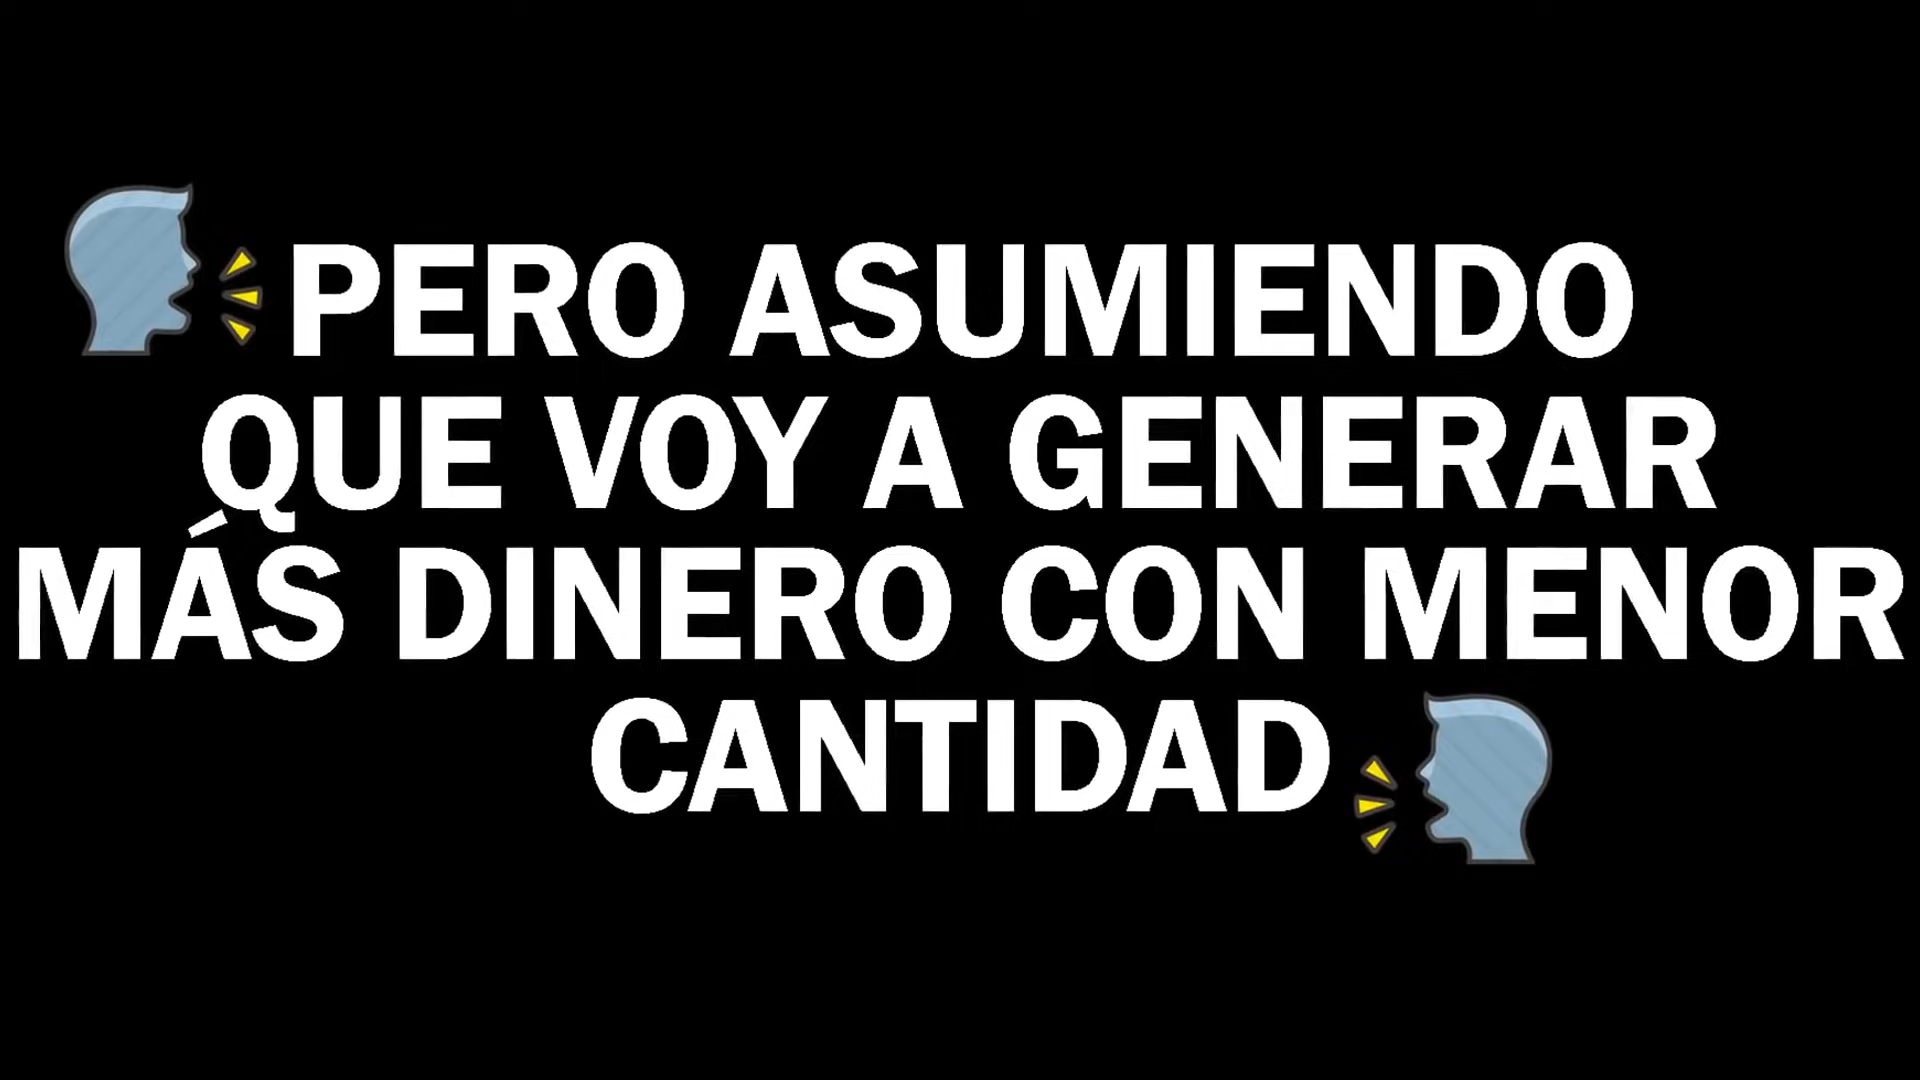 PERO ASUMIENDO
QUE VOY A GENERAR
MÁS DINERO CON MENOR
CANTIDAD